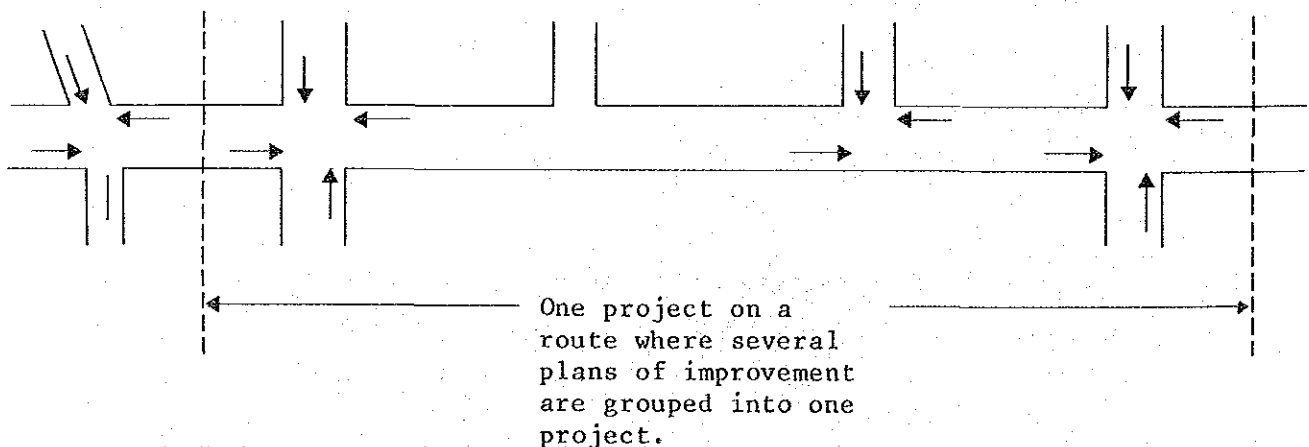 One project on a
route where several
plans of improvement
are grouped into one
project.